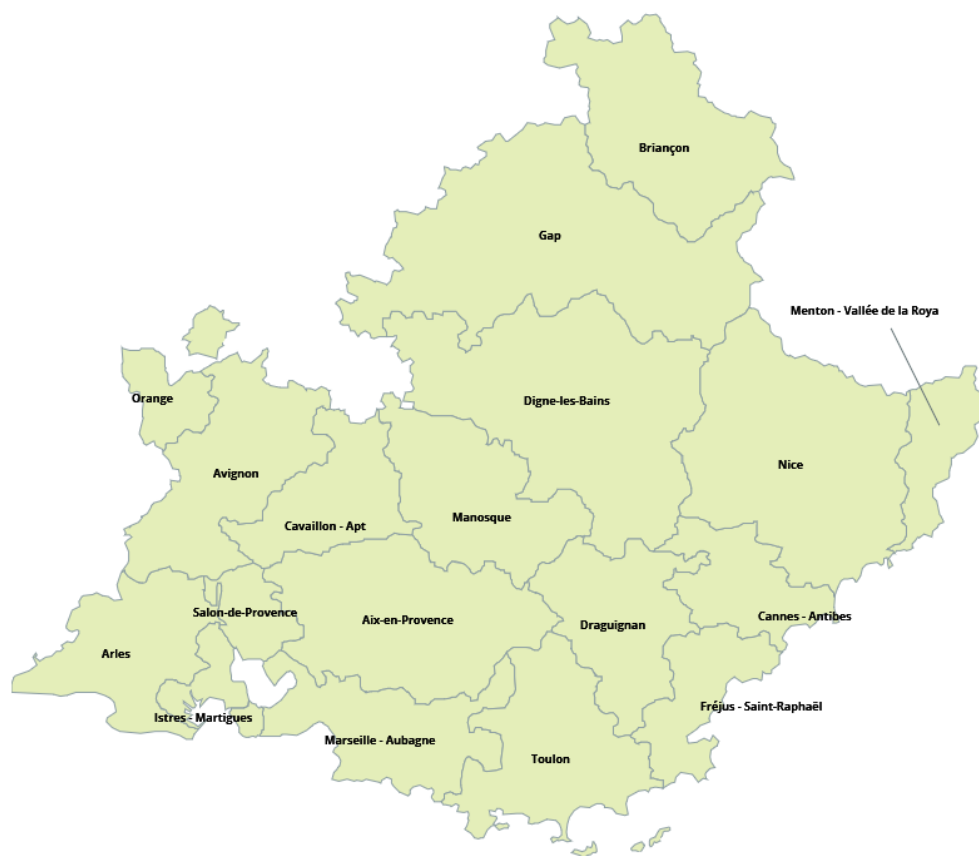 Briançon
Gap
Menton - Vallée de la Roya
Orange
Digne-les-Bains
Avignon
Nice
Cavaillon - Apt
Manosque
Salon-de-Provence
Aix-en-Provence
Draguignan
Cannes - Antibes
Arles
Fréjus - Saint-Raphaël
Istres - Martigues
Marseille - Aubagne
Toulon